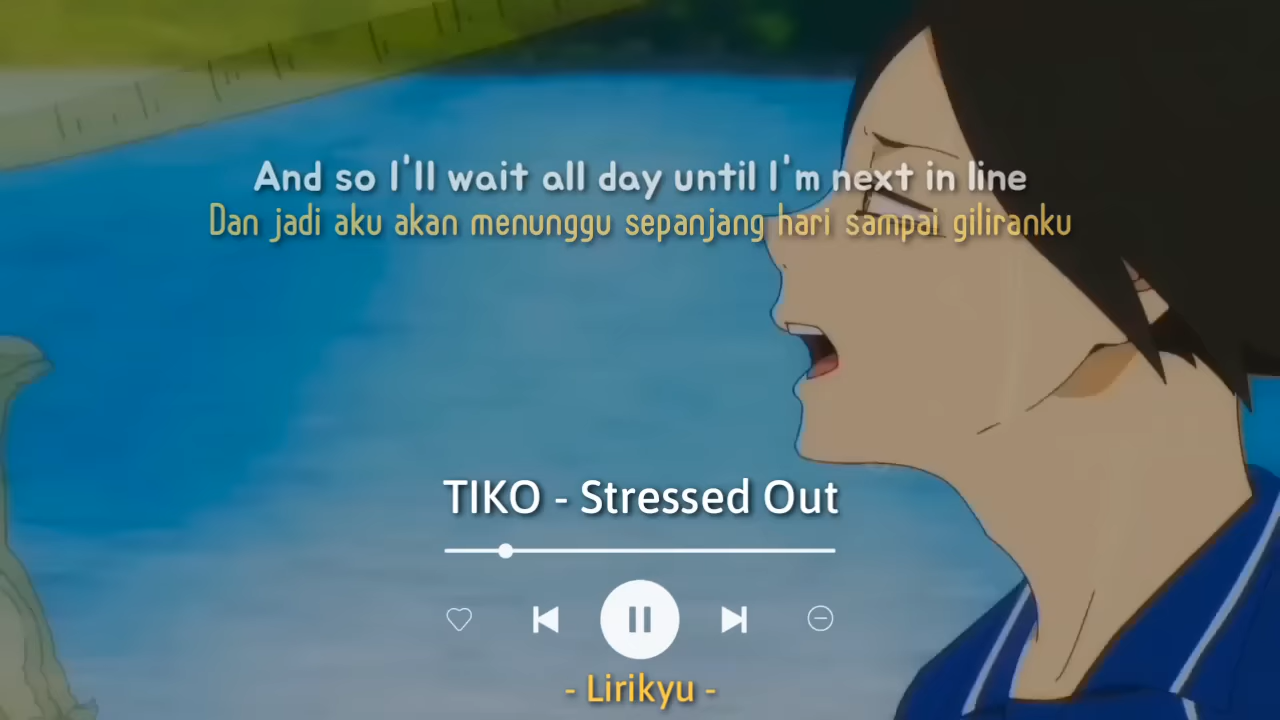 And so I'll wait all day until I'm next in line
Dan jadi aku akan menunggu sepanjang hari sampai giliranku
TIKO - Stressed Out
- Lirikyu -